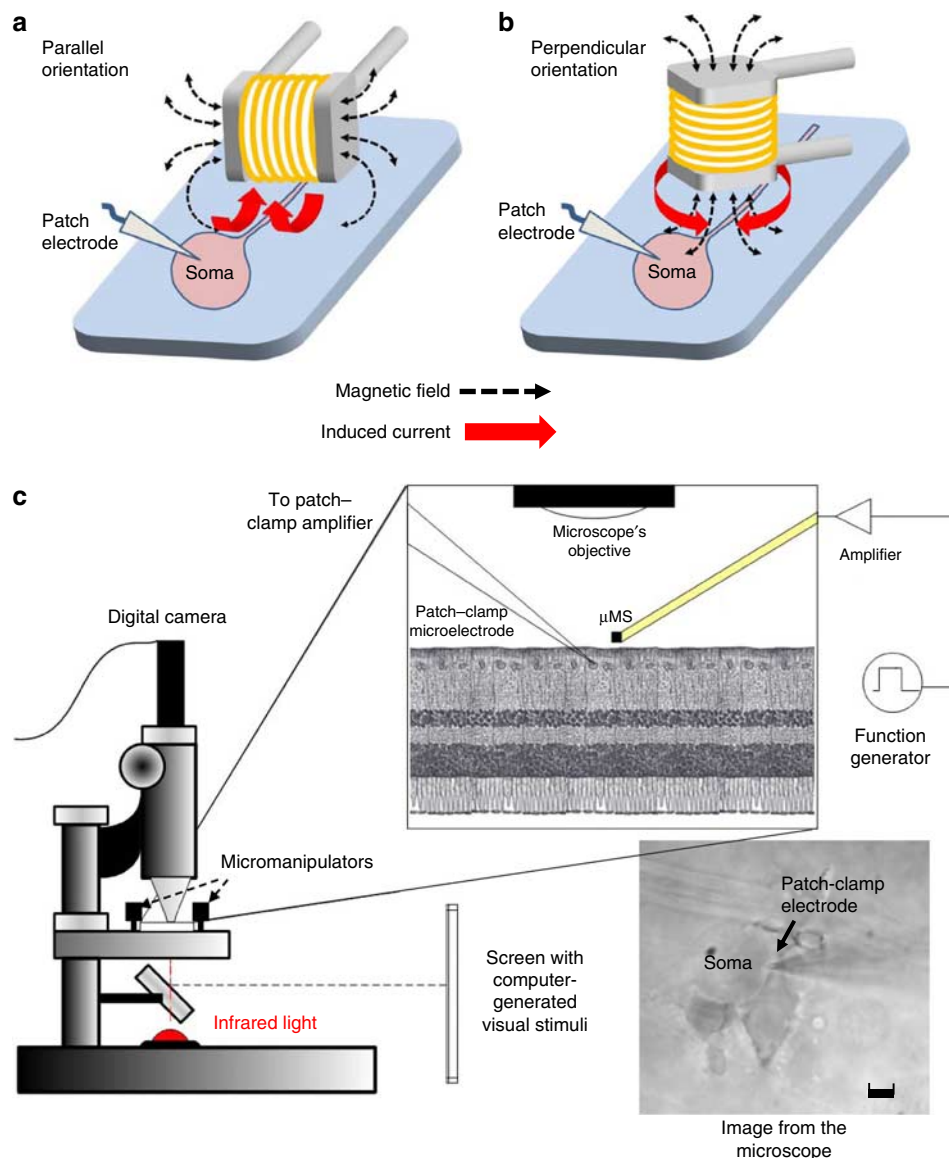 a
Parallel
orientation
Patch
electrode
Soma
b
Perpendicular
orientation
Patch
electrode
Soma
Magnetic field
Induced current
c
To patch–
clamp amplifier
Microscope's
objective
Amplifier
Patch–clamp
microelectrode
μMS
Function
generator
Digital camera
Micromanipulators
Infrared light
Screen with
computer-
generated
visual stimuli
Patch-clamp
electrode
Soma
Image from the
microscope